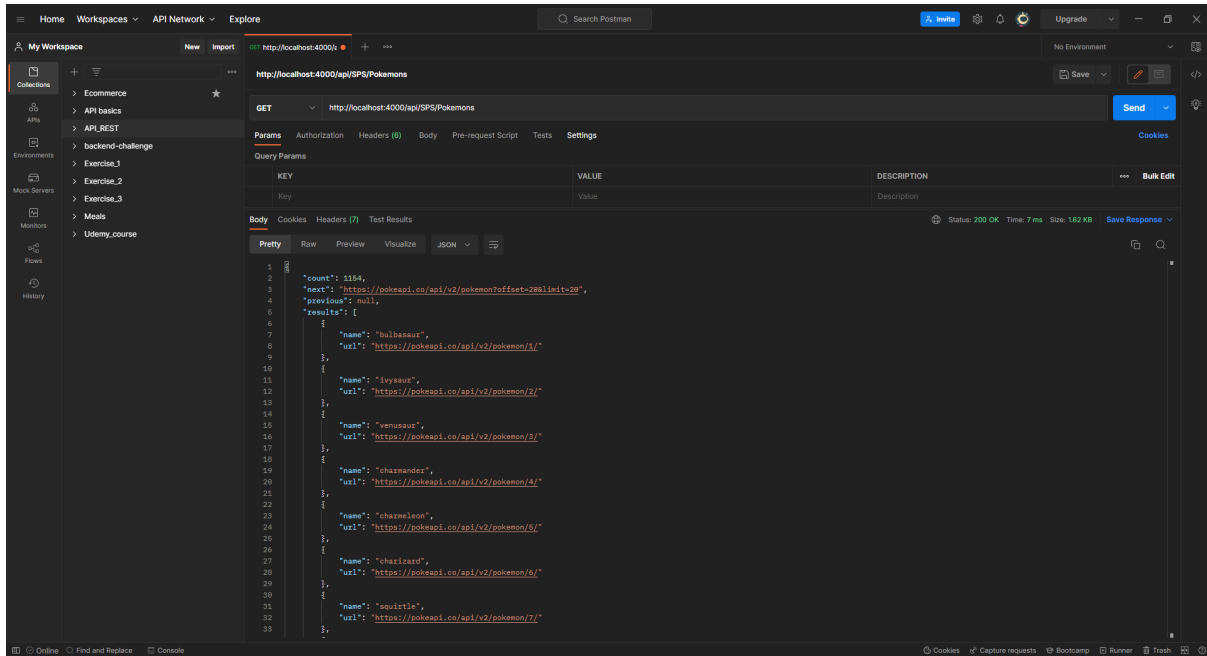 Home Workspaces API Network Explore Search Postman Invite Upgrade
My Workspace New Import GET http://localhost:4000/a No Environment
Collections
APIs
Environments
Mock Servers
Monitors
Flows
History
Ecommerce
API basics
API_REST
backend-challenge
Exercise_1
Exercise_2
Exercise_3
Meals
Udemy_course
http://localhost:4000/api/SPS/Pokemons Save
GET http://localhost:4000/api/SPS/Pokemons Send
Params Authorization Headers (6) Body Pre-request Script Tests Settings Cookies
Query Params
KEY VALUE DESCRIPTION Bulk Edit
Key Value Description
Body Cookies Headers (7) Test Results Status: 200 OK Time: 7 ms Size: 1.62 KB Save Response
Pretty Raw Preview Visualize JSON
1 {
2 "count": 1154,
3 "next": "https://pokeapi.co/api/v2/pokemon?offset=20&limit=20",
4 "previous": null,
5 "results": [
6 {
7 "name": "bulbasaur",
8 "url": "https://pokeapi.co/api/v2/pokemon/1/"
9 },
10 {
11 "name": "ivysaur",
12 "url": "https://pokeapi.co/api/v2/pokemon/2/"
13 },
14 {
15 "name": "venusaur",
16 "url": "https://pokeapi.co/api/v2/pokemon/3/"
17 },
18 {
19 "name": "charmander",
20 "url": "https://pokeapi.co/api/v2/pokemon/4/"
21 },
22 {
23 "name": "charmeleon",
24 "url": "https://pokeapi.co/api/v2/pokemon/5/"
25 },
26 {
27 "name": "charizard",
28 "url": "https://pokeapi.co/api/v2/pokemon/6/"
29 },
30 {
31 "name": "squirtle",
32 "url": "https://pokeapi.co/api/v2/pokemon/7/"
33 },
Online Find and Replace Console Cookies Capture requests Bootcamp Runner Trash